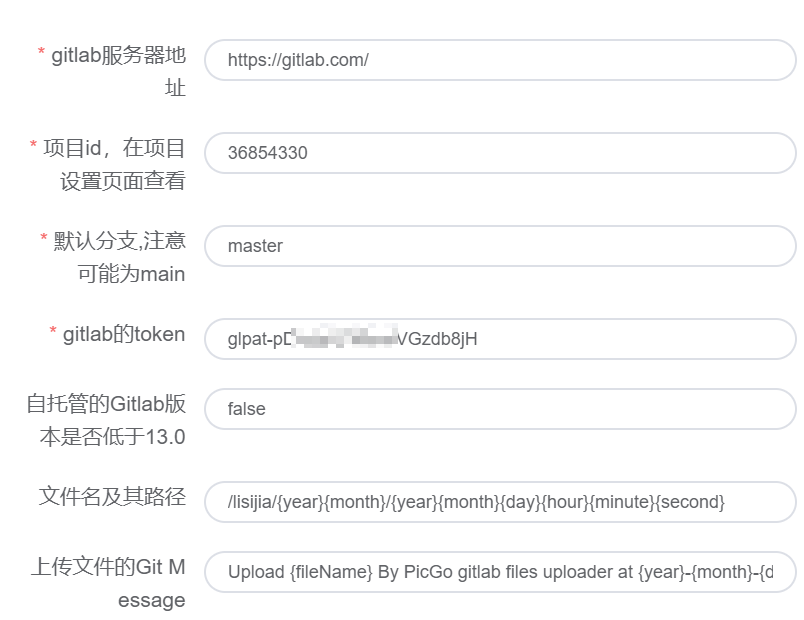 * gitlab服务器地
址
https://gitlab.com/
* 项目id，在项目
设置页面查看
36854330
* 默认分支,注意
可能为main
master
* gitlab的token
glpat-pD VGzdb8jH
自托管的Gitlab版
本是否低于13.0
false
文件名及其路径
/lisijia/{year}{month}/{year}{month}{day}{hour}{minute}{second}
上传文件的Git M
essage
Upload {fileName} By PicGo gitlab files uploader at {year}-{month}-{d